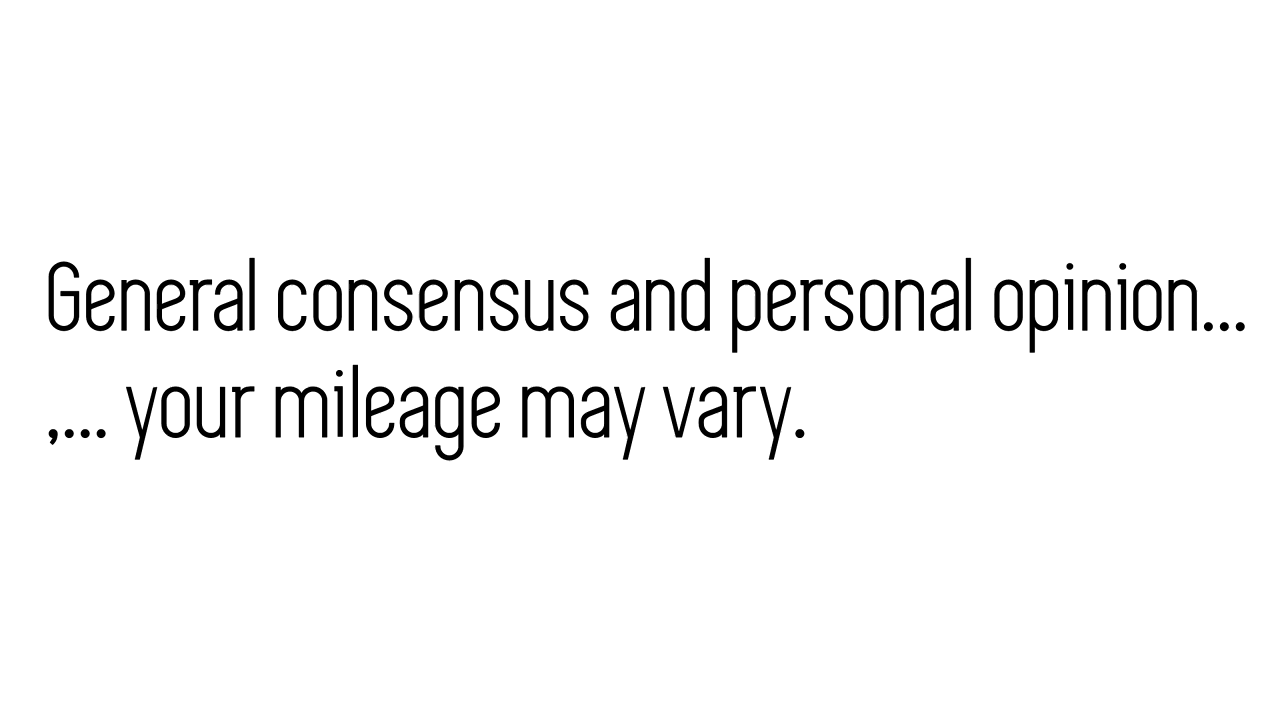 General consensus and personal opinion...
,... your mileage may vary.